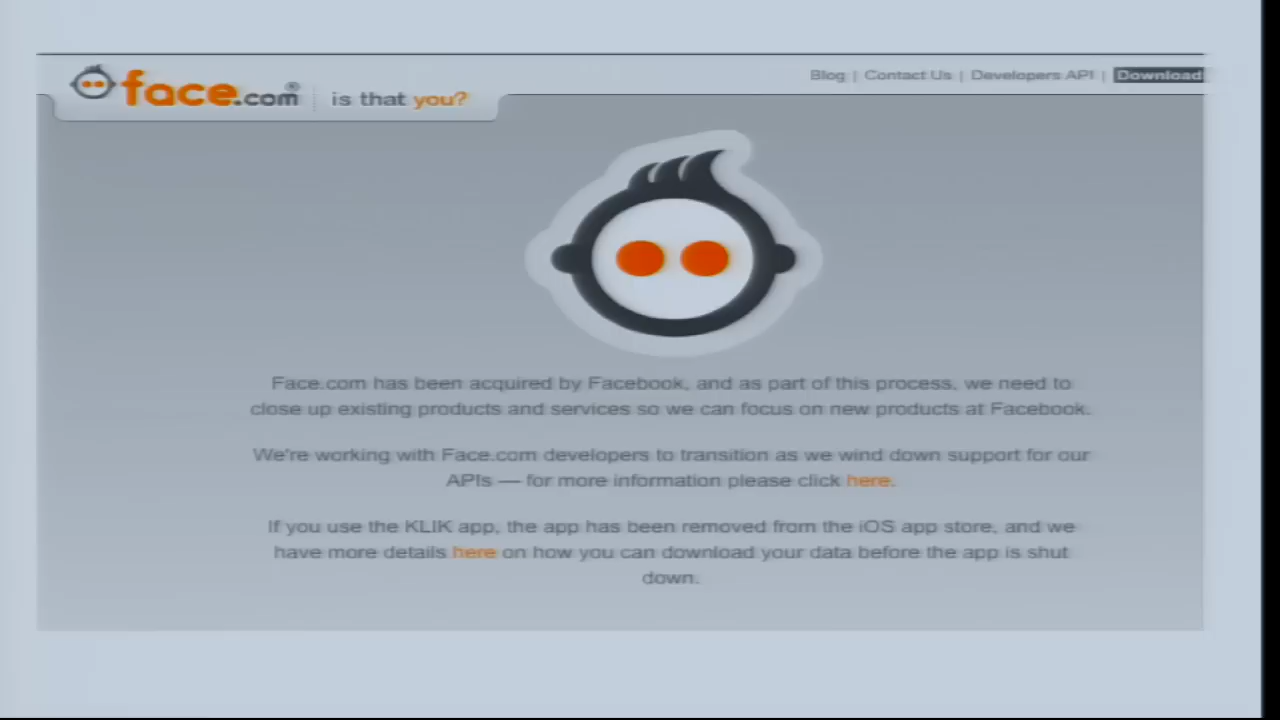 face.com® is that you?
Blog | Contact Us | Developers API | Download
Face.com has been acquired by Facebook, and as part of this process, we need to
close up existing products and services so we can focus on new products at Facebook.
We're working with Face.com developers to transition as we wind down support for our
APIs — for more information please click here.
If you use the KLIK app, the app has been removed from the iOS app store, and we
have more details here on how you can download your data before the app is shut
down.